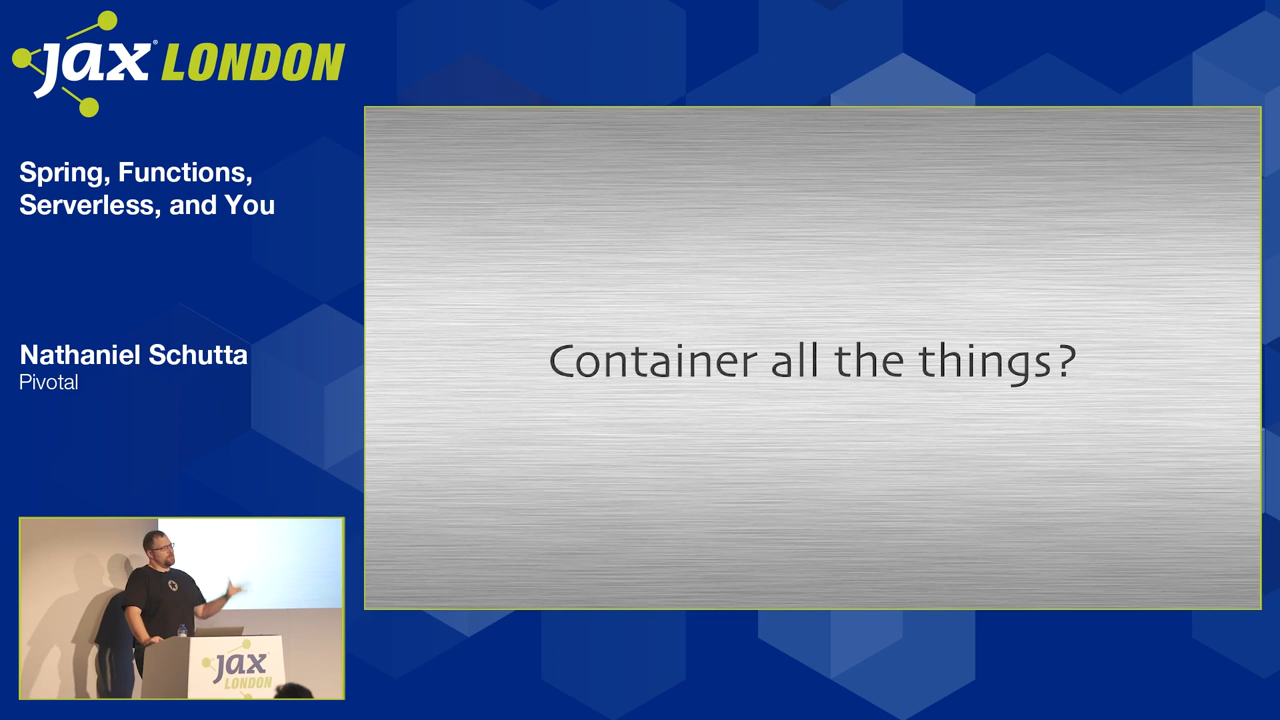 jax LONDON
Spring, Functions,
Serverless, and You
Nathaniel Schutta
Pivotal
Container all the things?
jax
LONDON